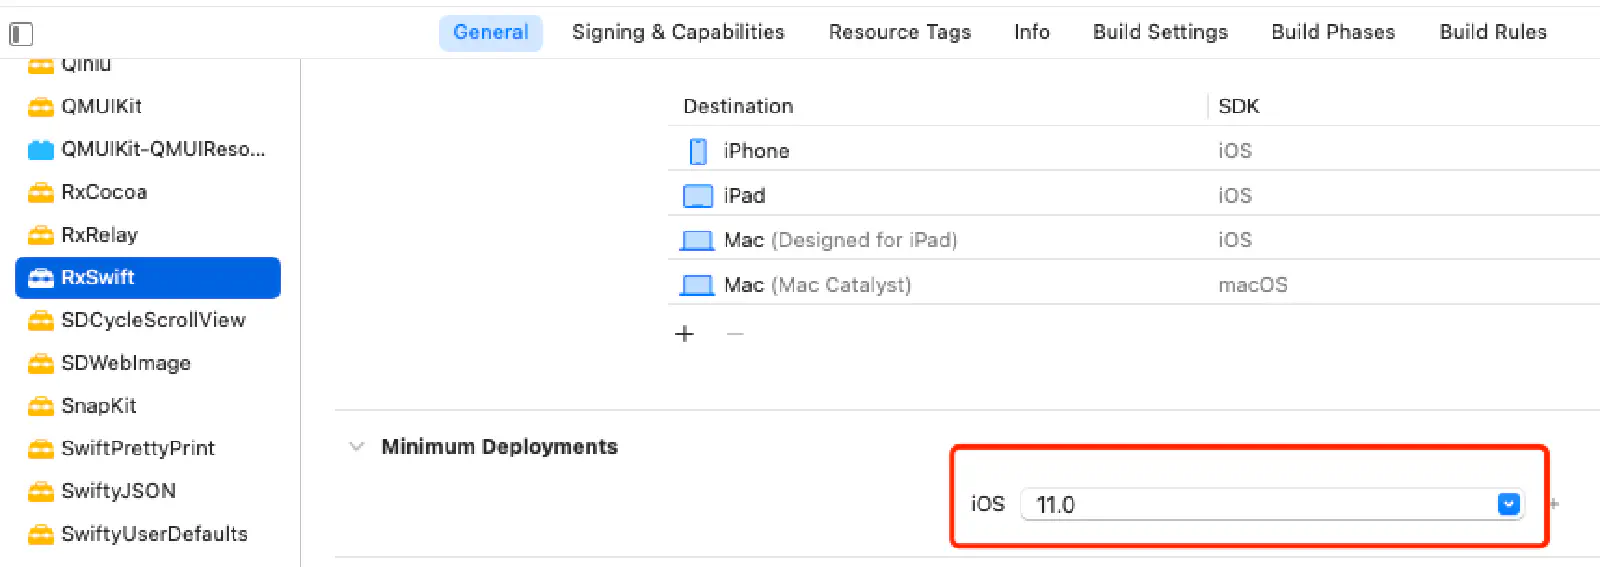 General Signing & Capabilities Resource Tags Info Build Settings Build Phases Build Rules
Qiniu
QMUIKit
QMUIKit-QMUIReso...
RxCocoa
RxRelay
RxSwift
SDCycleScrollView
SDWebImage
SnapKit
SwiftPrettyPrint
SwiftyJSON
SwiftyUserDefaults
Destination SDK
iPhone iOS
iPad iOS
Mac (Designed for iPad) iOS
Mac (Mac Catalyst) macOS
Minimum Deployments
iOS 11.0